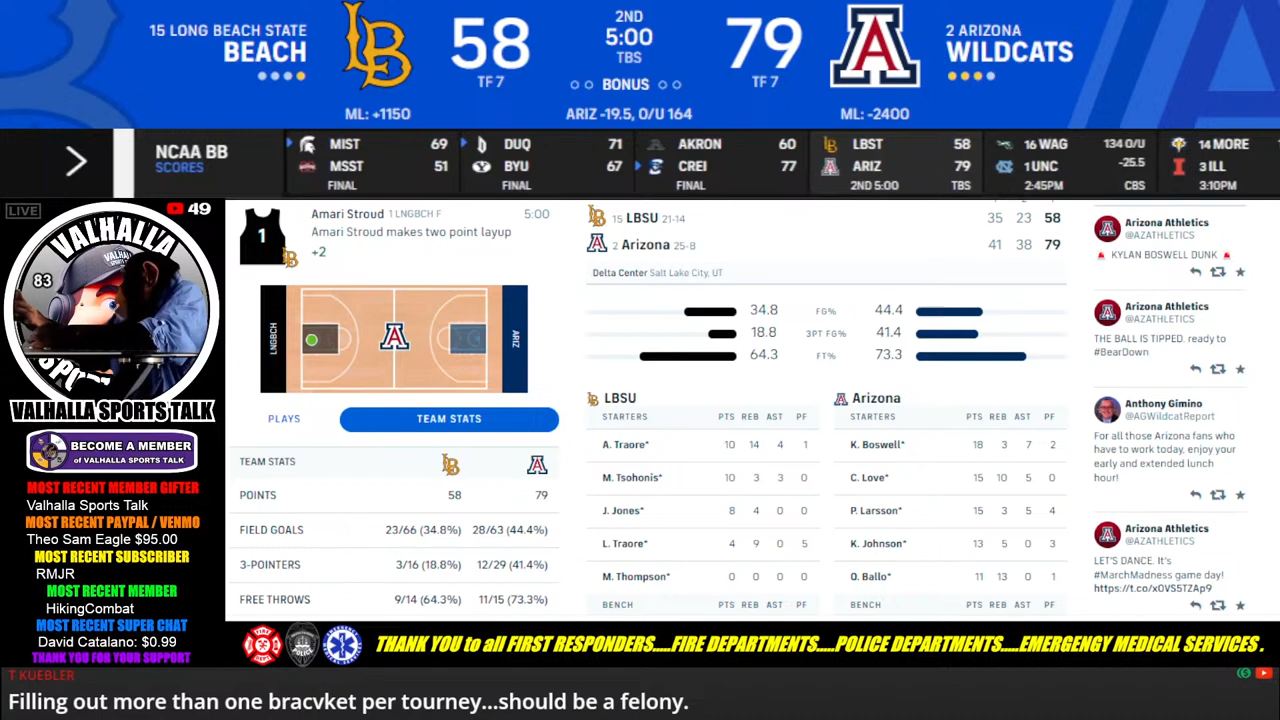 15 LONG BEACH STATE
BEACH
LB
58
TF 7
ML: +1150
2ND
5:00
TBS
BONUS
ARIZ -19.5, O/U 164
79
TF 7
A
2 ARIZONA
WILDCATS
ML: -2400
NCAA BB
SCORES
MIST 69
MSST 51
FINAL
DUQ 71
BYU 67
FINAL
AKRON 60
CREI 77
FINAL
LBST 58
ARIZ 79
2ND 5:00 TBS
16 WAG 134 O/U
1 UNC -25.5
2:45PM CBS
14 MORE
3 ILL
3:10PM
LIVE
49
VALHALLA
83
VALHALLA SPORTS TALK
BECOME A MEMBER
of VALHALLA SPORTS TALK
MOST RECENT MEMBER GIFTER
Valhalla Sports Talk
MOST RECENT PAYPAL / VENMO
Theo Sam Eagle $95.00
MOST RECENT SUBSCRIBER
RMJR
MOST RECENT MEMBER
HikingCombat
MOST RECENT SUPER CHAT
David Catalano: $0.99
THANK YOU FOR YOUR SUPPORT
1
Amari Stroud 1 LNGBCH F 5:00
Amari Stroud makes two point layup
+2
LNGBCH
A
ARIZ
PLAYS
TEAM STATS
TEAM STATS
POINTS 58 79
FIELD GOALS 23/66 (34.8%) 28/63 (44.4%)
3-POINTERS 3/16 (18.8%) 12/29 (41.4%)
FREE THROWS 9/14 (64.3%) 11/15 (73.3%)
15 LBSU 21-14 35 23 58
2 Arizona 25-8 41 38 79
Delta Center Salt Lake City, UT
34.8 FG% 44.4
18.8 3PT FG% 41.4
64.3 FT% 73.3
LBSU
STARTERS PTS REB AST PF
A. Traore* 10 14 4 1
M. Tsohonis* 10 3 3 0
J. Jones* 8 4 0 0
L. Traore* 4 9 0 5
M. Thompson* 0 0 0 0
BENCH PTS REB AST PF
Arizona
STARTERS PTS REB AST PF
K. Boswell* 18 3 7 2
C. Love* 15 10 5 0
P. Larsson* 15 3 5 4
K. Johnson* 13 5 0 3
O. Ballo* 11 13 0 1
BENCH PTS REB AST PF
Arizona Athletics
@AZATHLETICS
KYLAN BOSWELL DUNK
Arizona Athletics
@AZATHLETICS
THE BALL IS TIPPED. ready to
#BearDown
Anthony Gimino
@AGWildcatReport
For all those Arizona fans who
have to work today, enjoy your
early and extended lunch
hour!
Arizona Athletics
@AZATHLETICS
LET'S DANCE. It's
#MarchMadness game day!
https://t.co/xOVS5TZAp9
THANK YOU to all FIRST RESPONDERS.....FIRE DEPARTMENTS.....POLICE DEPARTMENTS.....EMERGENCY MEDICAL SERVICES .
T KUEBLER
Filling out more than one bracvket per tourney...should be a felony.